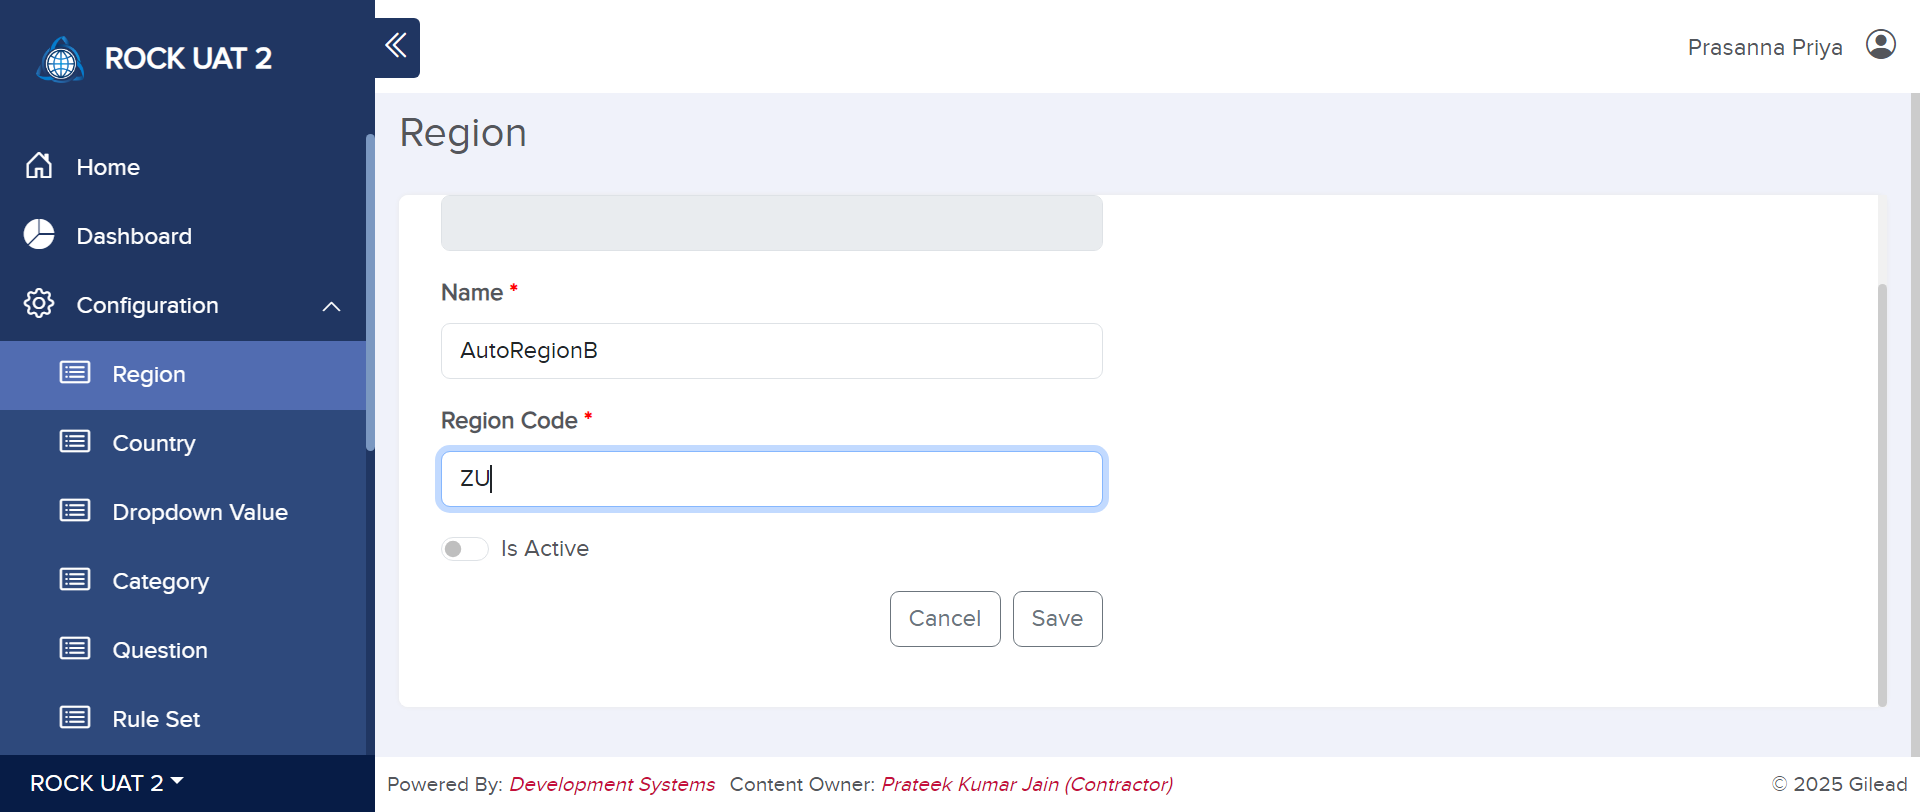 ROCK UAT 2
Prasanna Priya
Home
Dashboard
Configuration
Region
Country
Dropdown Value
Category
Question
Rule Set
ROCK UAT 2
Region
Name *
AutoRegionB
Region Code *
ZU
Is Active
Cancel
Save
Powered By: Development Systems Content Owner: Prateek Kumar Jain (Contractor)
© 2025 Gilead